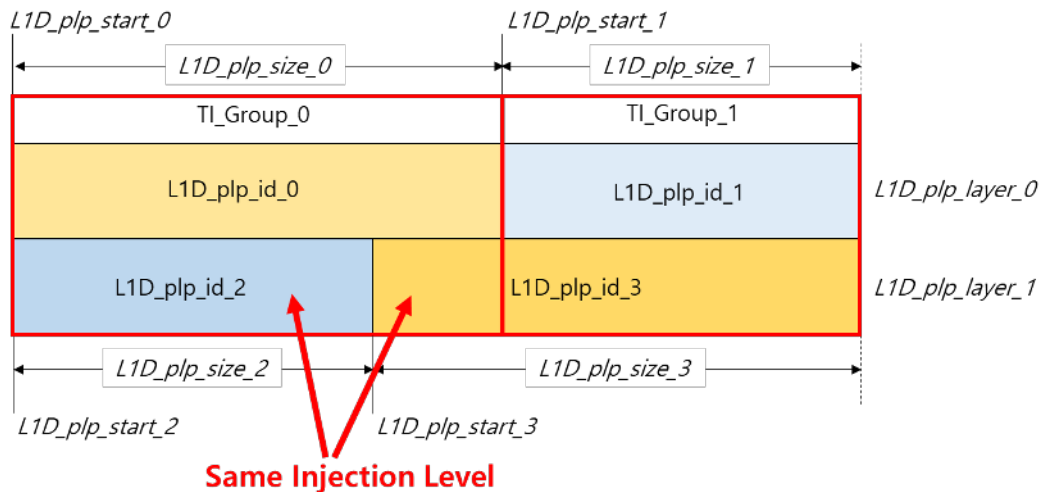 L1D_plp_start_0
L1D_plp_start_1
L1D_plp_size_0
L1D_plp_size_1
TI_Group_0
TI_Group_1
L1D_plp_id_0
L1D_plp_id_1
L1D_plp_layer_0
L1D_plp_id_2
L1D_plp_id_3
L1D_plp_layer_1
L1D_plp_size_2
L1D_plp_size_3
L1D_plp_start_2
L1D_plp_start_3
Same Injection Level